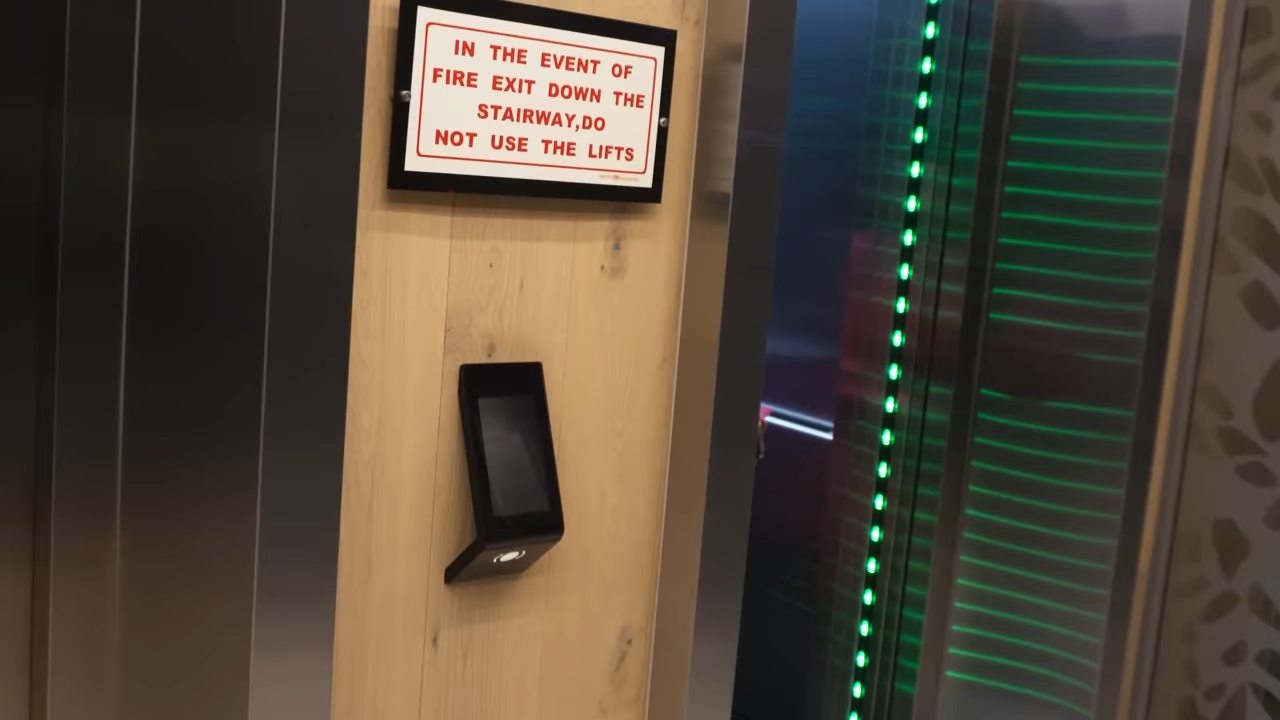 IN THE EVENT OF
FIRE EXIT DOWN THE
STAIRWAY,DO
NOT USE THE LIFTS